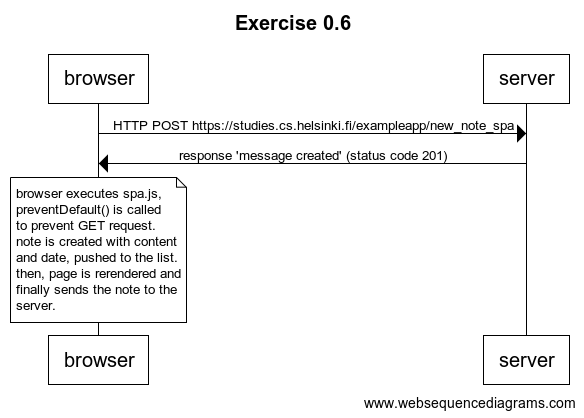 Exercise 0.6
browser
server
HTTP POST https://studies.cs.helsinki.fi/exampleapp/new_note_spa
response 'message created' (status code 201)
browser executes spa.js,
preventDefault() is called
to prevent GET request.
note is created with content
and date, pushed to the list.
then, page is rerendered and
finally sends the note to the
server.
browser
server
www.websequencediagrams.com